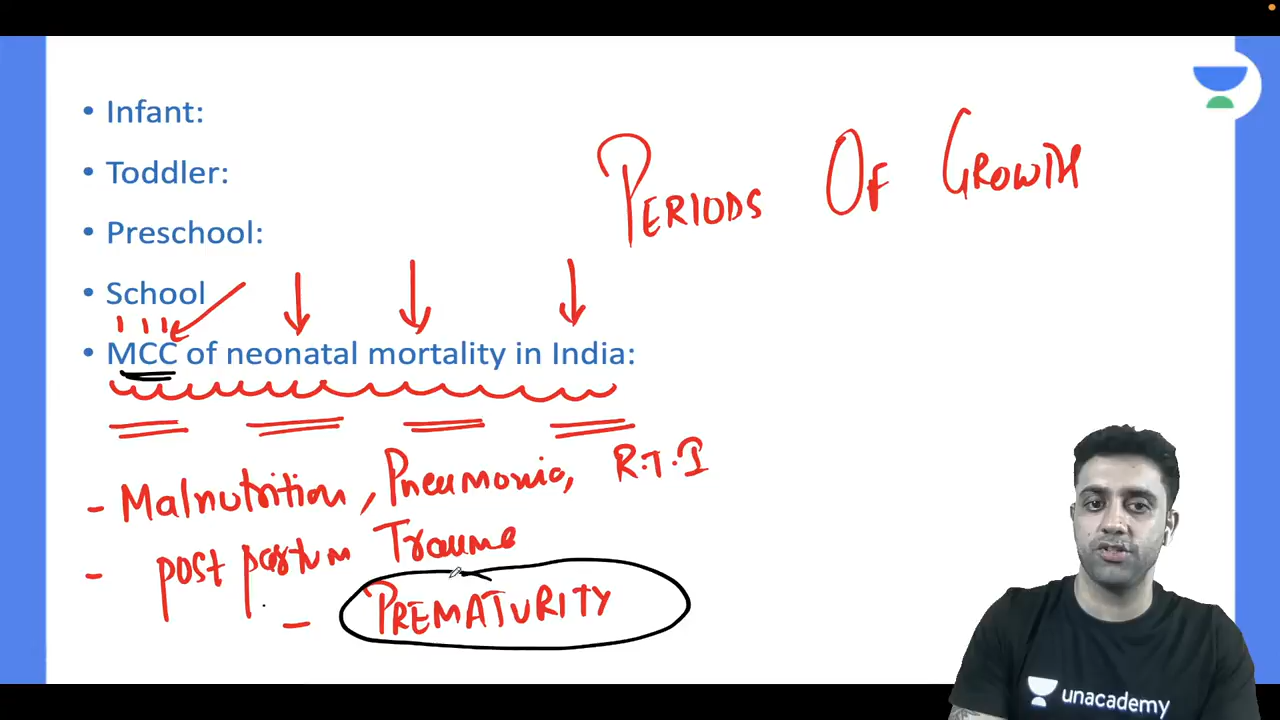 • Infant:
PERIODS OF GROWTH
• Toddler:
• Preschool:
• School
• MCC of neonatal mortality in India:
- Malnutrition, Pneumonia, R.T.I
- post partum Trauma
- PREMATURITY
unacademy